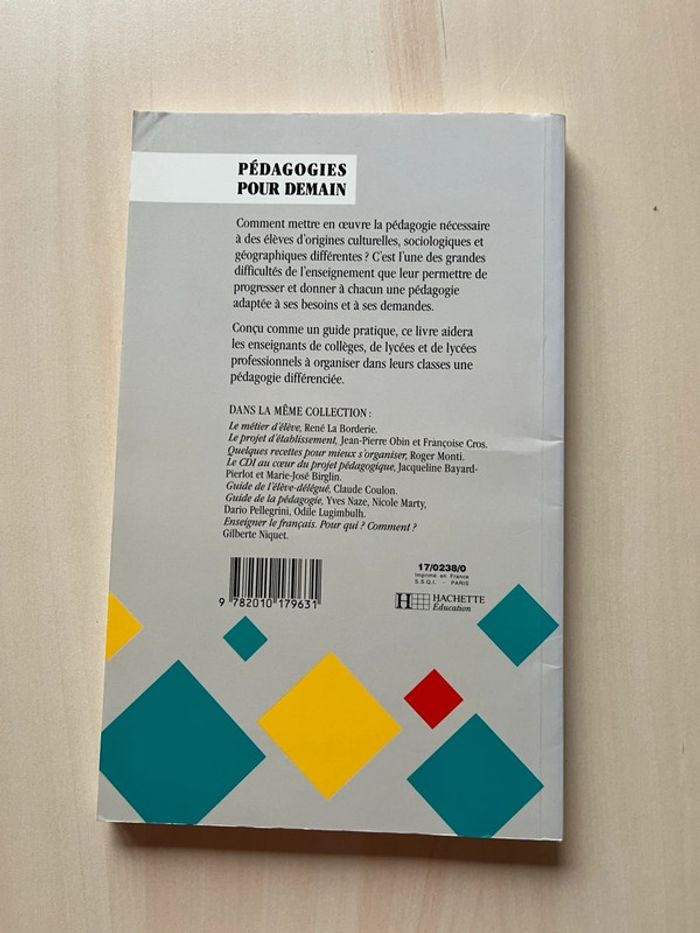 PÉDAGOGIES
POUR DEMAIN
Comment mettre en œuvre la pédagogie nécessaire
à des élèves d'origines culturelles, sociologiques et
géographiques différentes ? C'est l'une des grandes
difficultés de l'enseignement que leur permettre de
progresser et donner à chacun une pédagogie
adaptée à ses besoins et à ses demandes.
Conçu comme un guide pratique, ce livre aidera
les enseignants de collèges, de lycées et de lycées
professionnels à organiser dans leurs classes une
pédagogie différenciée.
DANS LA MÊME COLLECTION :
Le métier d'élève, René La Borderie.
Le projet d'établissement, Jean-Pierre Obin et Françoise Cros.
Quelques recettes pour mieux s'organiser, Roger Monti.
Le CDI au cœur du projet pédagogique, Jacqueline Bayard-
Pierlot et Marie-José Birglin.
Guide de l'élève-délégué, Claude Coulon.
Guide de la pédagogie, Yves Naze, Nicole Marty,
Dario Pellegrini, Odile Lugimbulh.
Enseigner le français. Pour qui ? Comment ?
Gilberte Niquet.
17/0238/0
Imprimé en France
S.S.Q.I. - PARIS
9 782010 179631
H HACHETTE
Éducation